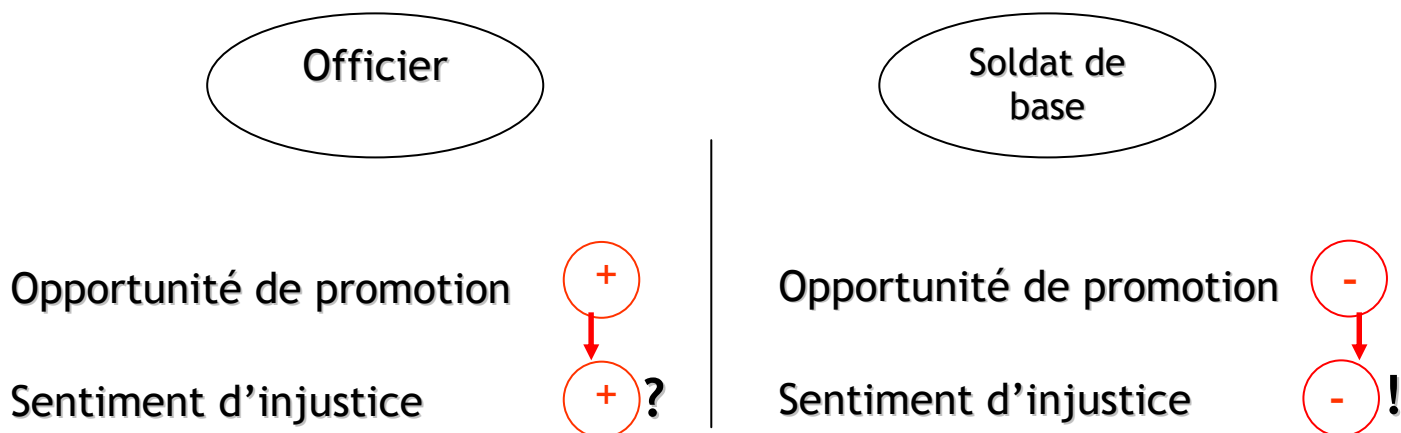 Officier
Soldat de
base
Opportunité de promotion +
Sentiment d'injustice + ?
Opportunité de promotion -
Sentiment d'injustice - !